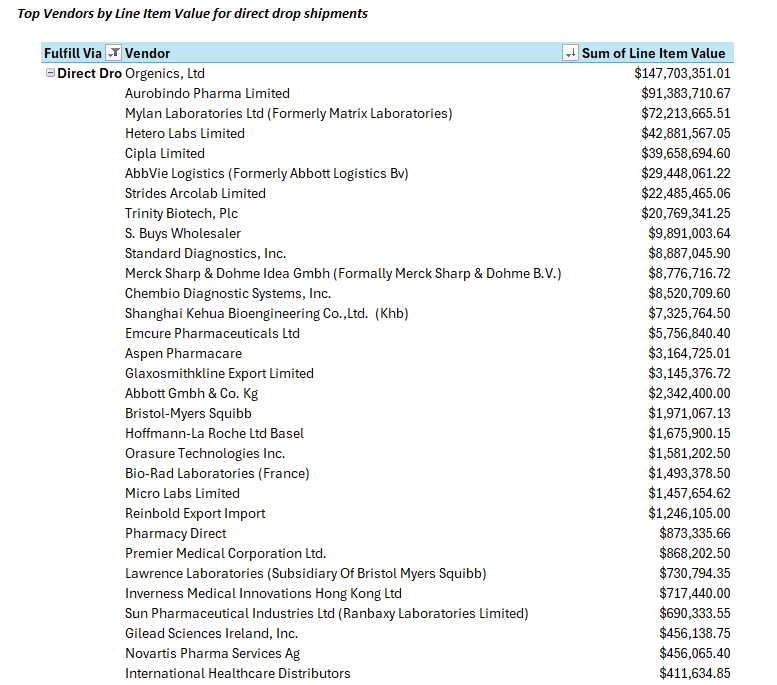 Top Vendors by Line Item Value for direct drop shipments
Fulfill Via Vendor Sum of Line Item Value
Direct Dro Orgenics, Ltd $147,703,351.01
Aurobindo Pharma Limited $91,383,710.67
Mylan Laboratories Ltd (Formerly Matrix Laboratories) $72,213,665.51
Hetero Labs Limited $42,881,567.05
Cipla Limited $39,658,694.60
AbbVie Logistics (Formerly Abbott Logistics Bv) $29,448,061.22
Strides Arcolab Limited $22,485,465.06
Trinity Biotech, Plc $20,769,341.25
S. Buys Wholesaler $9,891,003.64
Standard Diagnostics, Inc. $8,887,045.90
Merck Sharp & Dohme Idea Gmbh (Formally Merck Sharp & Dohme B.V.) $8,776,716.72
Chembio Diagnostic Systems, Inc. $8,520,709.60
Shanghai Kehua Bioengineering Co.,Ltd. (Khb) $7,325,764.50
Emcure Pharmaceuticals Ltd $5,756,840.40
Aspen Pharmacare $3,164,725.01
Glaxosmithkline Export Limited $3,145,376.72
Abbott Gmbh & Co. Kg $2,342,400.00
Bristol-Myers Squibb $1,971,067.13
Hoffmann-La Roche Ltd Basel $1,675,900.15
Orasure Technologies Inc. $1,581,202.50
Bio-Rad Laboratories (France) $1,493,378.50
Micro Labs Limited $1,457,654.62
Reinbold Export Import $1,246,105.00
Pharmacy Direct $873,335.66
Premier Medical Corporation Ltd. $868,202.50
Lawrence Laboratories (Subsidiary Of Bristol Myers Squibb) $730,794.35
Inverness Medical Innovations Hong Kong Ltd $717,440.00
Sun Pharmaceutical Industries Ltd (Ranbaxy Laboratories Limited) $690,333.55
Gilead Sciences Ireland, Inc. $456,138.75
Novartis Pharma Services Ag $456,065.40
International Healthcare Distributors $411,634.85